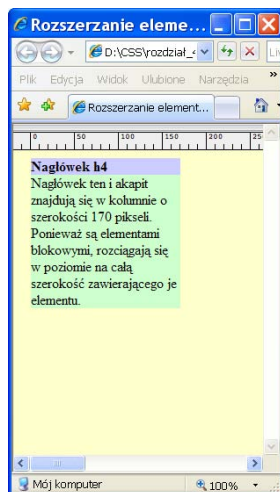 Rozszerzanie eleme...
D:\CSS\rozdział_
Plik Edycja Widok Ulubione Narzędzia »
Rozszerzanie element...
0 50 100 150 200 25
Nagłówek h4
Nagłówek ten i akapit
znajdują się w kolumnie o
szerokości 170 pikseli.
Ponieważ są elementami
blokowymi, rozciągają się
w poziomie na całą
szerokość zawierającego je
elementu.
Mój komputer 100%